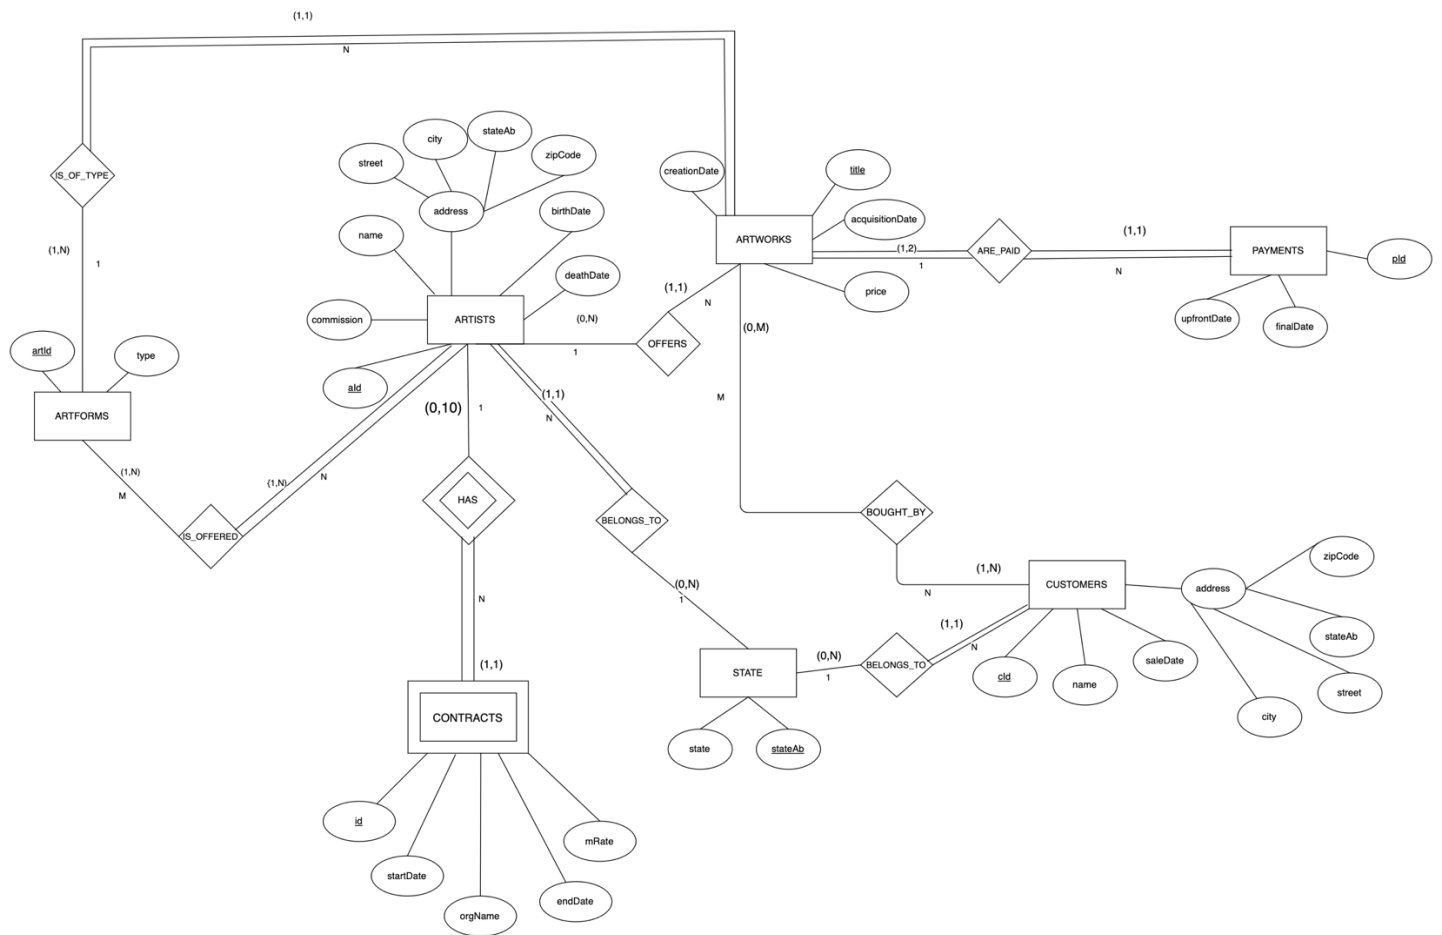 (1,1)
N
stateAb
city
zipCode
street
creationDate
title
IS_OF_TYPE
address
birthDate
acquisitionDate
name
ARTWORKS
(1,2)
1
ARE_PAID
(1,1)
N
PAYMENTS
pId
(1,N)
1
deathDate
price
upfrontDate
finalDate
commission
ARTISTS
(0,N)
1
OFFERS
(1,1)
N
(0,M)
M
artId
type
aId
ARTFORMS
(0,10)
1
(1,1)
N
(1,N)
M
(1,N)
N
IS_OFFERED
HAS
BELONGS_TO
BOUGHT_BY
(1,N)
N
CUSTOMERS
address
zipCode
stateAb
street
city
N
(0,N)
1
(1,1)
N
BELONGS_TO
(0,N)
1
STATE
cId
name
saleDate
(1,1)
CONTRACTS
state
stateAb
id
startDate
orgName
endDate
mRate